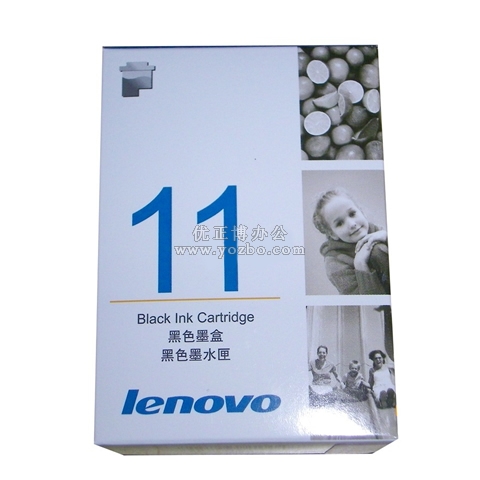 11
优正博办公
www.yozbo.com
Black Ink Cartridge
黑色墨盒
黑色墨水匣
lenovo